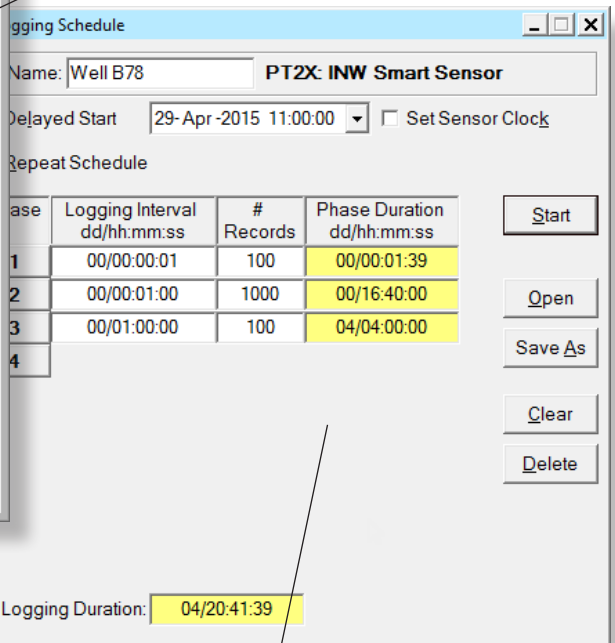 gging Schedule
Name: Well B78 PT2X: INW Smart Sensor
Delayed Start 29-Apr-2015 11:00:00 Set Sensor Clock
Repeat Schedule
ase Logging Interval dd/hh:mm:ss # Records Phase Duration dd/hh:mm:ss
Start
1 00/00:00:01 100 00/00:01:39
2 00/00:01:00 1000 00/16:40:00
Open
3 00/01:00:00 100 04/04:00:00
Save As
4
Clear
Delete
Logging Duration: 04/20:41:39